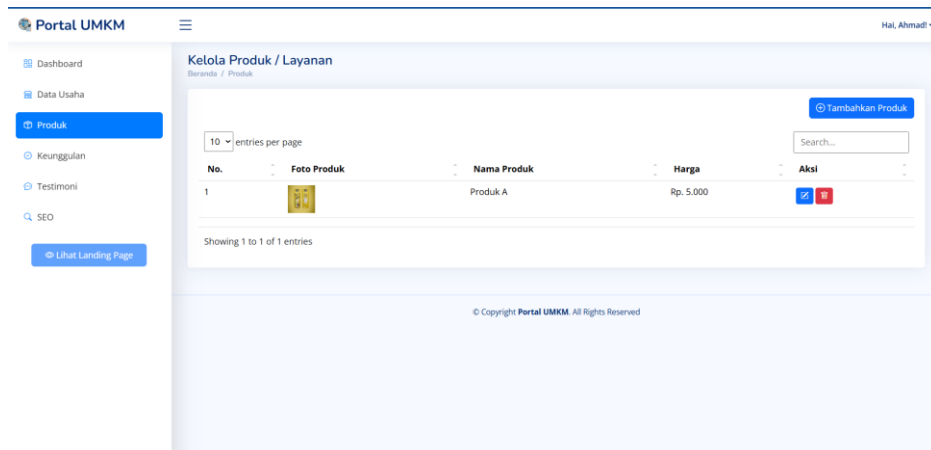 Portal UMKM
Hai, Ahmad!
Dashboard
Data Usaha
Produk
Keunggulan
Testimoni
SEO
Lihat Landing Page
Kelola Produk / Layanan
Beranda / Produk
Tambahkan Produk
10 entries per page
Search...
No. Foto Produk Nama Produk Harga Aksi
1 Produk A Rp. 5.000
Showing 1 to 1 of 1 entries
© Copyright Portal UMKM. All Rights Reserved